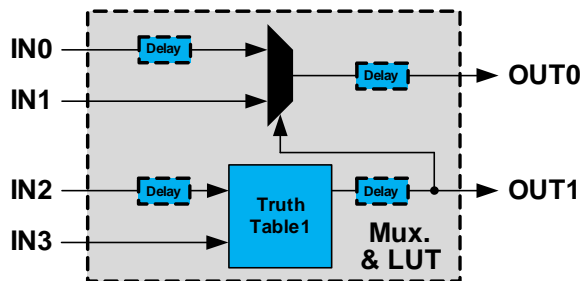 IN0
Delay
Delay
OUT0
IN1
IN2
Delay
Truth
Table1
Delay
OUT1
IN3
Mux.
& LUT